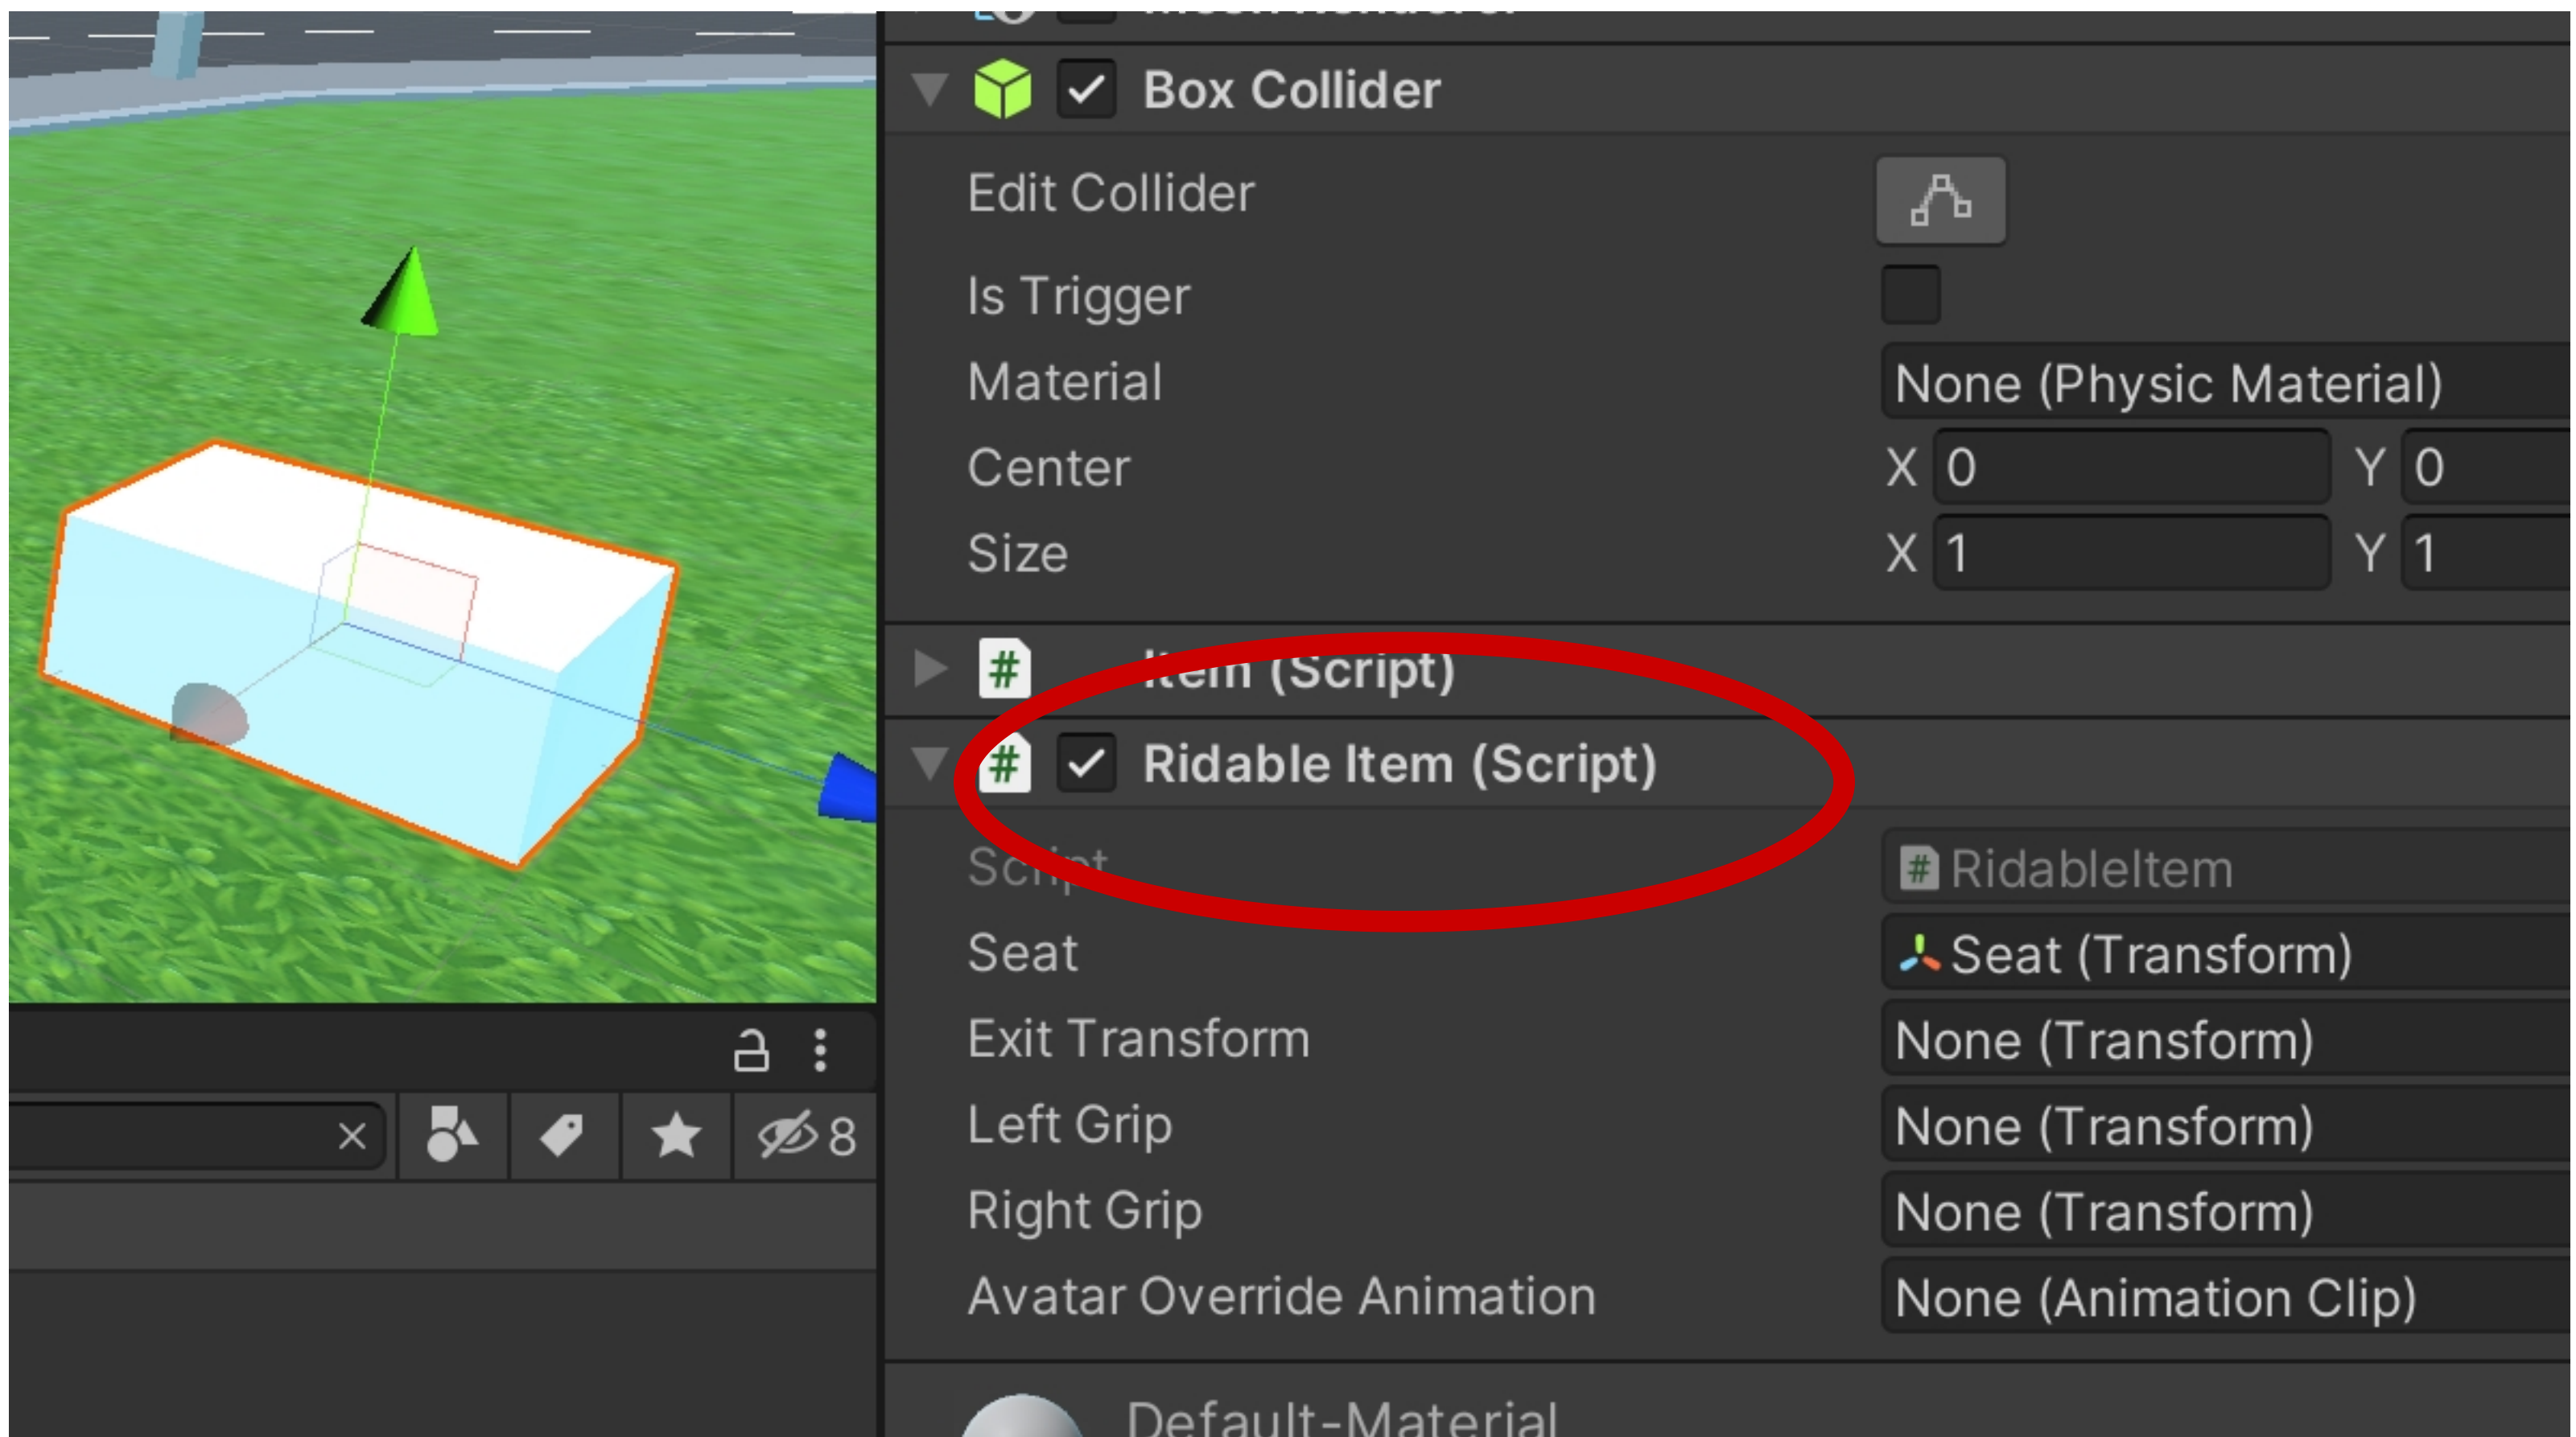 Box Collider
Edit Collider
Is Trigger
Material None (Physic Material)
Center X 0 Y 0
Size X 1 Y 1
# Item (Script)
# Ridable Item (Script)
Script # RidableItem
Seat Seat (Transform)
Exit Transform None (Transform)
8 Left Grip None (Transform)
Right Grip None (Transform)
Avatar Override Animation None (Animation Clip)
Default-Material